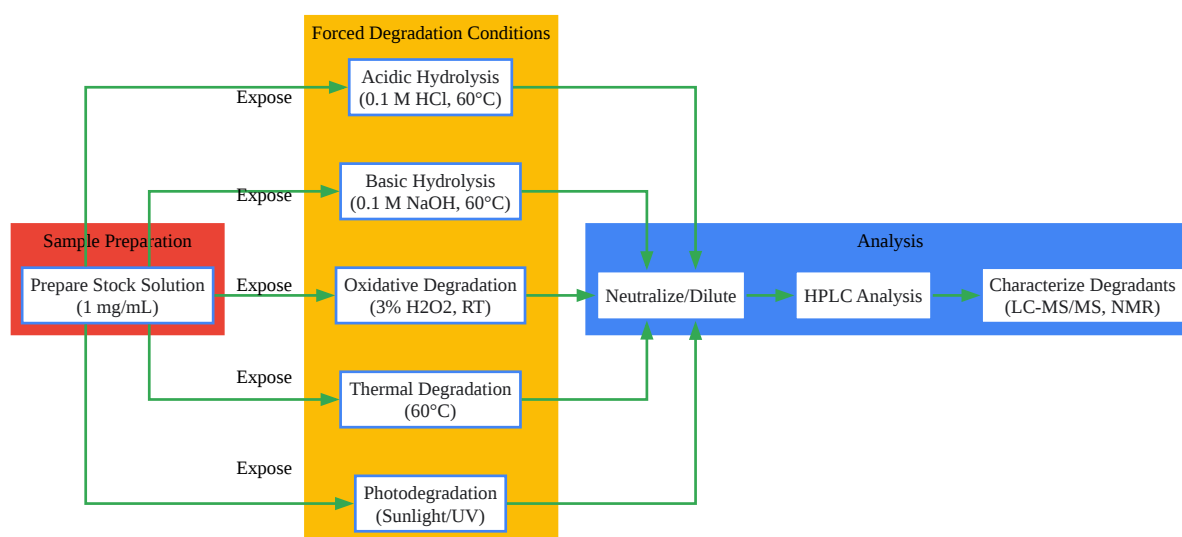 Forced Degradation Conditions
Acidic Hydrolysis
(0.1 M HCl, 60°C)
Expose
Basic Hydrolysis
(0.1 M NaOH, 60°C)
Expose
Sample Preparation
Prepare Stock Solution
(1 mg/mL)
Expose
Oxidative Degradation
(3% H2O2, RT)
Analysis
Neutralize/Dilute
HPLC Analysis
Characterize Degradants
(LC-MS/MS, NMR)
Expose
Thermal Degradation
(60°C)
Expose
Photodegradation
(Sunlight/UV)